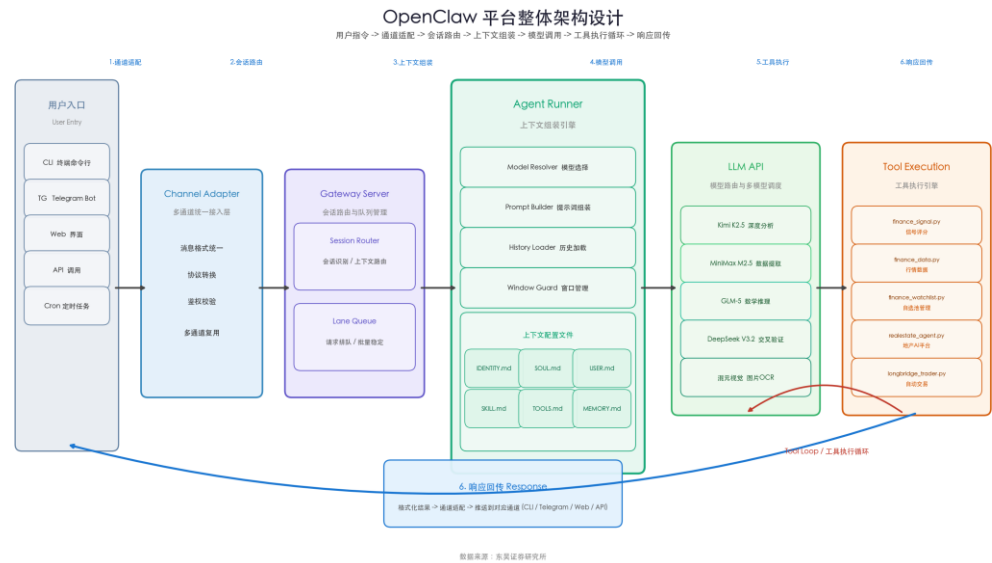 OpenClaw 平台整体架构设计
用户指令 -> 通道适配 -> 会话路由 -> 上下文组装 -> 模型调用 -> 工具执行循环 -> 响应回传
1.通道适配
2.会话路由
3.上下文组装
4.模型调用
5.工具执行
6.响应回传
用户入口
User Entry
CLI 终端命令行
TG Telegram Bot
Web 界面
API 调用
Cron 定时任务
Channel Adapter
多通道统一接入层
消息格式统一
协议转换
鉴权校验
多通道复用
Gateway Server
会话路由与队列管理
Session Router
会话识别 / 上下文路由
Lane Queue
请求排队 / 批量稳定
Agent Runner
上下文组装引擎
Model Resolver 模型选择
Prompt Builder 提示词组装
History Loader 历史加载
Window Guard 窗口管理
上下文配置文件
IDENTITY.md
SOUL.md
USER.md
SKILL.md
TOOLS.md
MEMORY.md
LLM API
模型路由与多模型调度
Kimi K2.5 深度分析
MiniMax M2.5 数据提取
GLM-5 数学推理
DeepSeek V3.2 交叉验证
混元视觉 图片OCR
Tool Execution
工具执行引擎
finance_signal.py
信号评分
finance_data.py
行情数据
finance_watchlist.py
自选池管理
realestate_agent.py
地产AI平台
longbridge_trader.py
自动交易
Tool Loop / 工具执行循环
6. 响应回传 Response
格式化结果 -> 通道适配 -> 推送到对应通道 (CLI / Telegram / Web / API)
数据来源：东吴证券研究所